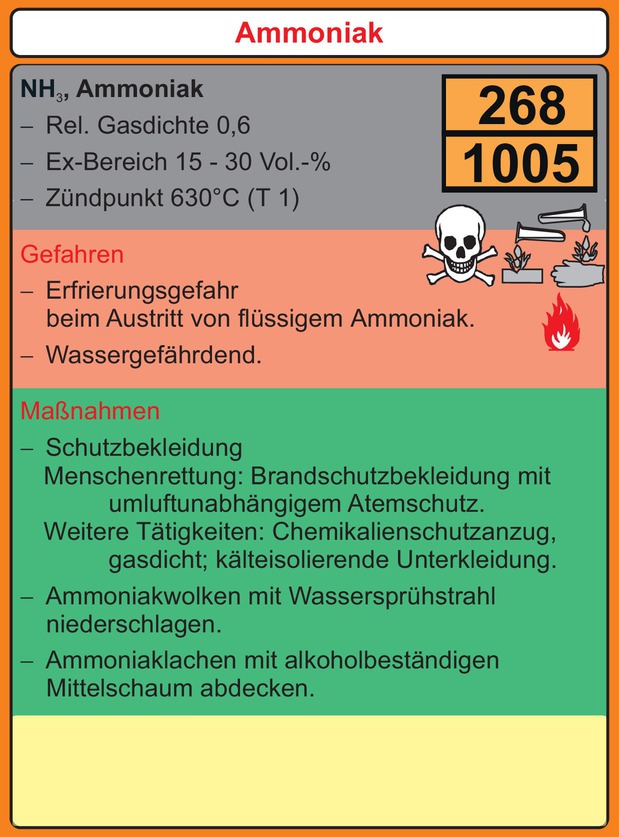 Ammoniak
NH₃, Ammoniak
– Rel. Gasdichte 0,6
– Ex-Bereich 15 - 30 Vol.-%
– Zündpunkt 630°C (T 1)
268
1005
Gefahren
– Erfrierungsgefahr
beim Austritt von flüssigem Ammoniak.
– Wassergefährdend.
Maßnahmen
– Schutzbekleidung
Menschenrettung: Brandschutzbekleidung mit
umluftunabhängigem Atemschutz.
Weitere Tätigkeiten: Chemikalienschutzanzug,
gasdicht; kälteisolierende Unterkleidung.
– Ammoniakwolken mit Wassersprühstrahl
niederschlagen.
– Ammoniaklachen mit alkoholbeständigen
Mittelschaum abdecken.